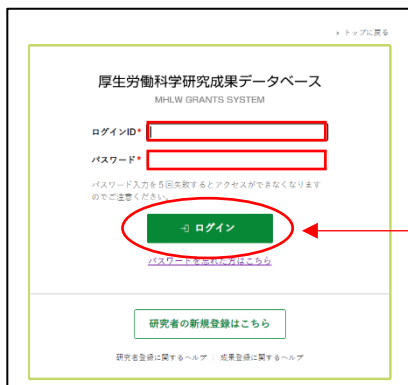 › トップに戻る
厚生労働科学研究成果データベース
MHLW GRANTS SYSTEM
ログインID*
パスワード*
パスワード入力を5回失敗するとアクセスができなくなります
のでご注意ください。
ログイン
パスワードを忘れた方はこちら
研究者の新規登録はこちら
研究者登録に関するヘルプ | 成果登録に関するヘルプ